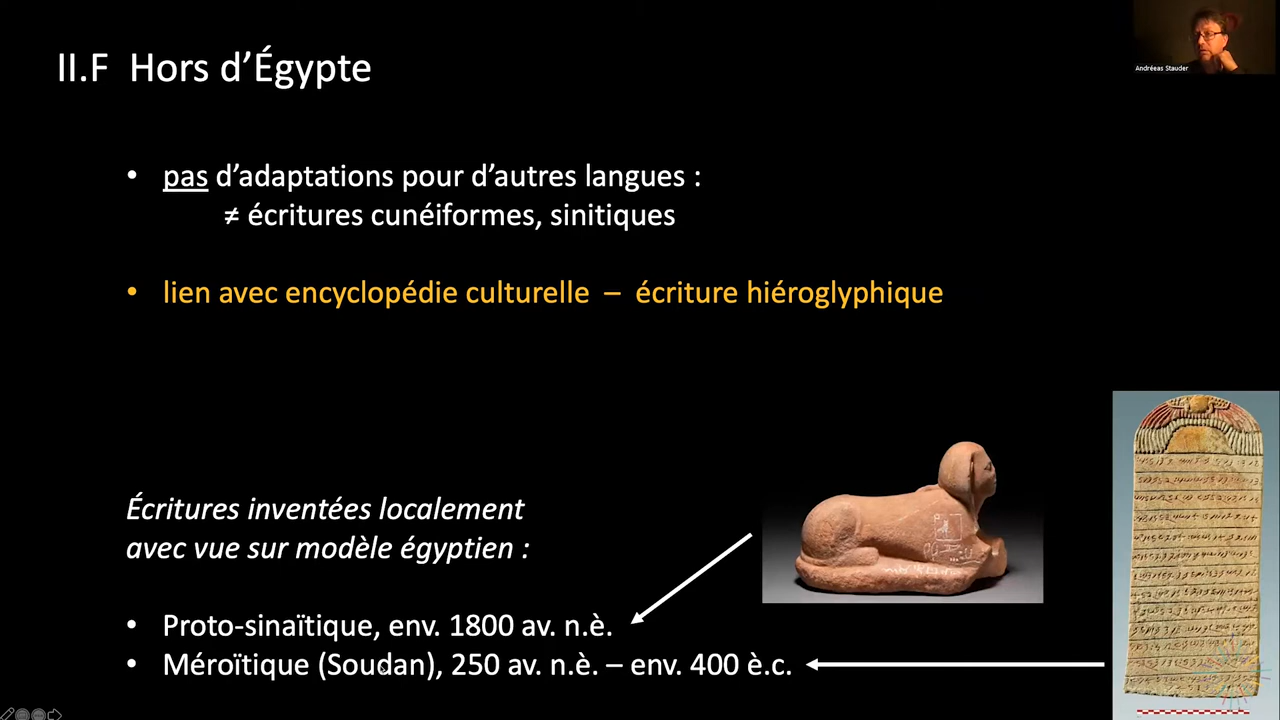 II.F Hors d’Égypte
Andréeas Stauder
• pas d’adaptations pour d’autres langues :
≠ écritures cunéiformes, sinitiques
• lien avec encyclopédie culturelle – écriture hiéroglyphique
Écritures inventées localement
avec vue sur modèle égyptien :
• Proto-sinaïtique, env. 1800 av. n.è.
• Méroïtique (Soudan), 250 av. n.è. – env. 400 è.c.